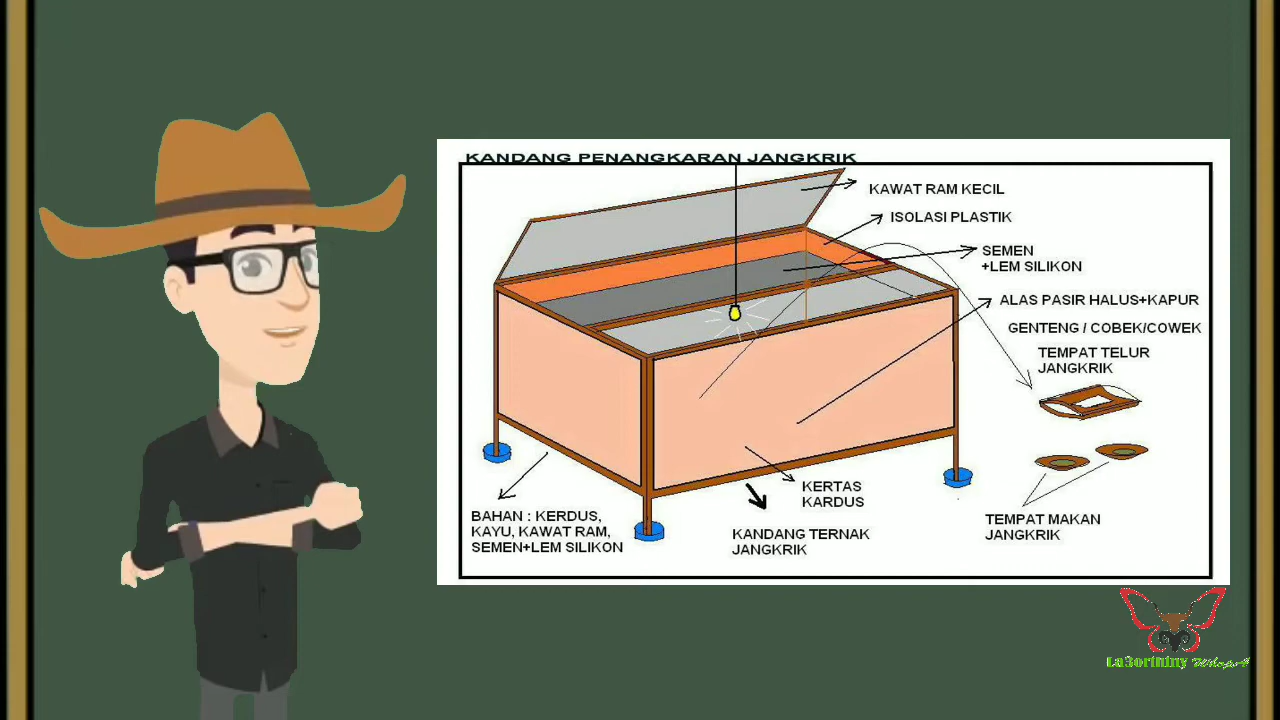 KANDANG PENANGKARAN JANGKRIK
KAWAT RAM KECIL
ISOLASI PLASTIK
SEMEN
+LEM SILIKON
ALAS PASIR HALUS+KAPUR
GENTENG / COBEK/COWEK
TEMPAT TELUR
JANGKRIK
KERTAS
KARDUS
BAHAN : KERDUS,
KAYU, KAWAT RAM,
SEMEN+LEM SILIKON
KANDANG TERNAK
JANGKRIK
TEMPAT MAKAN
JANGKRIK